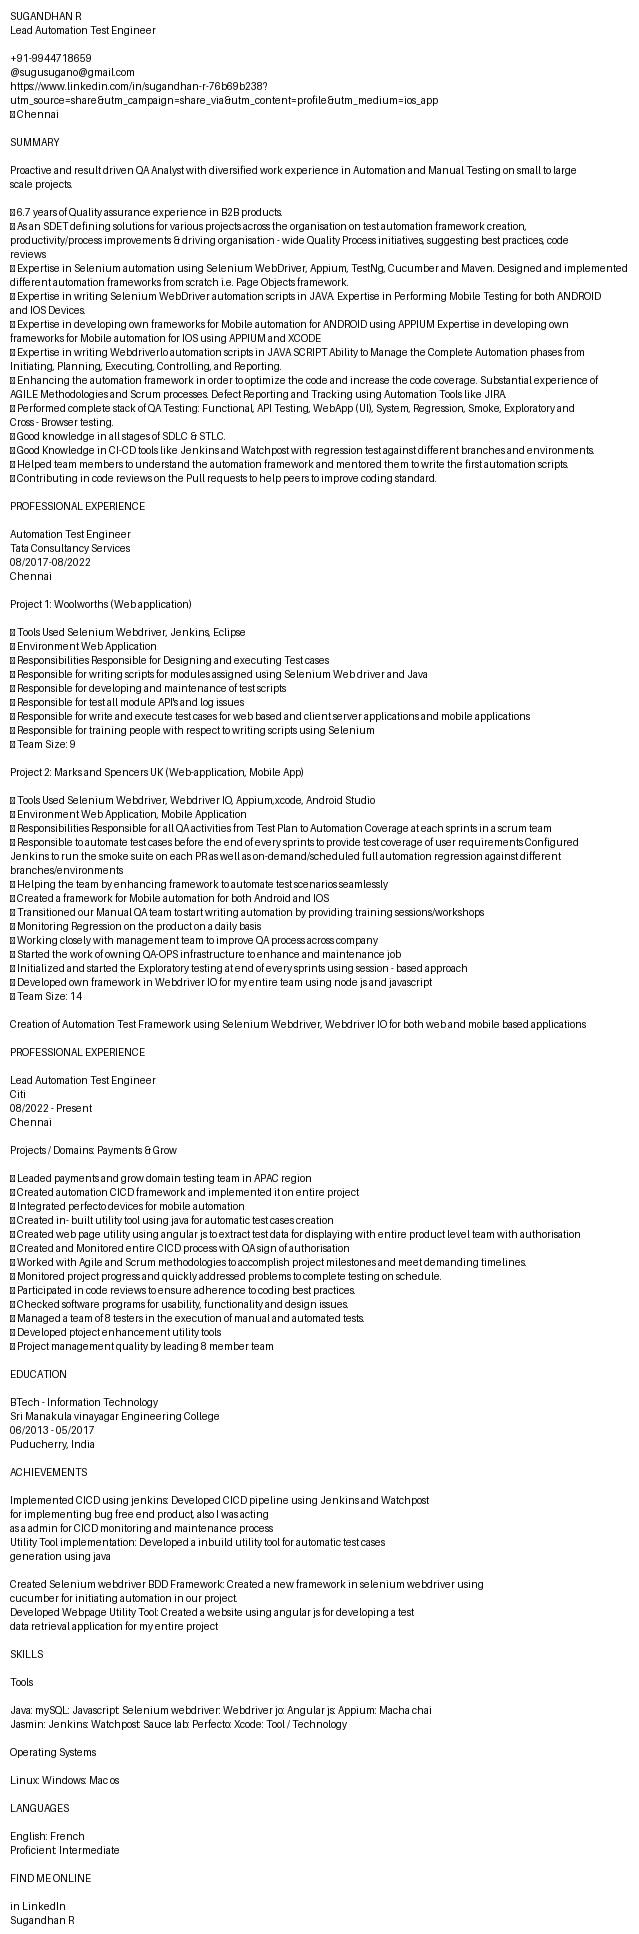 SUGANDHAN R
Lead Automation Test Engineer
+91-9944718659
@sugusugano@gmail.com
https://www.linkedin.com/in/sugandhan-r-76b69b238?
utm_source=share&utm_campaign=share_via&utm_content=profile&utm_medium=ios_app
Chennai
SUMMARY
Proactive and result driven QA Analyst with diversified work experience in Automation and Manual Testing on small to large
scale projects.
6.7 years of Quality assurance experience in B2B products.
As an SDET defining solutions for various projects across the organisation on test automation framework creation,
productivity/process improvements & driving organisation - wide Quality Process initiatives, suggesting best practices, code
reviews
Expertise in Selenium automation using Selenium WebDriver, Appium, TestNg, Cucumber and Maven. Designed and implemented
different automation frameworks from scratch i.e. Page Objects framework.
Expertise in writing Selenium WebDriver automation scripts in JAVA. Expertise in Performing Mobile Testing for both ANDROID
and IOS Devices.
Expertise in developing own frameworks for Mobile automation for ANDROID using APPIUM Expertise in developing own
frameworks for Mobile automation for IOS using APPIUM and XCODE
Expertise in writing WebdriverIo automation scripts in JAVA SCRIPT Ability to Manage the Complete Automation phases from
Initiating, Planning, Executing, Controlling, and Reporting.
Enhancing the automation framework in order to optimize the code and increase the code coverage. Substantial experience of
AGILE Methodologies and Scrum processes. Defect Reporting and Tracking using Automation Tools like JIRA.
Performed complete stack of QA Testing: Functional, API Testing, WebApp (UI), System, Regression, Smoke, Exploratory and
Cross - Browser testing.
Good knowledge in all stages of SDLC & STLC.
Good Knowledge in CI-CD tools like Jenkins and Watchpost with regression test against different branches and environments.
Helped team members to understand the automation framework and mentored them to write the first automation scripts.
Contributing in code reviews on the Pull requests to help peers to improve coding standard.
PROFESSIONAL EXPERIENCE
Automation Test Engineer
Tata Consultancy Services
08/2017-08/2022
Chennai
Project 1: Woolworths (Web application)
Tools Used Selenium Webdriver, Jenkins, Eclipse
Environment Web Application
Responsibilities Responsible for Designing and executing Test cases
Responsible for writing scripts for modules assigned using Selenium Web driver and Java
Responsible for developing and maintenance of test scripts
Responsible for test all module API's and log issues
Responsible for write and execute test cases for web based and client server applications and mobile applications
Responsible for training people with respect to writing scripts using Selenium
Team Size: 9
Project 2: Marks and Spencers UK (Web-application, Mobile App)
Tools Used Selenium Webdriver, Webdriver IO, Appium,xcode, Android Studio
Environment Web Application, Mobile Application
Responsibilities Responsible for all QA activities from Test Plan to Automation Coverage at each sprints in a scrum team
Responsible to automate test cases before the end of every sprints to provide test coverage of user requirements Configured
Jenkins to run the smoke suite on each PR as well as on-demand/scheduled full automation regression against different
branches/environments
Helping the team by enhancing framework to automate test scenarios seamlessly
Created a framework for Mobile automation for both Android and IOS
Transitioned our Manual QA team to start writing automation by providing training sessions/workshops
Monitoring Regression on the product on a daily basis
Working closely with management team to improve QA process across company
Started the work of owning QA-OPS infrastructure to enhance and maintenance job
Initialized and started the Exploratory testing at end of every sprints using session - based approach
Developed own framework in Webdriver IO for my entire team using node js and javascript
Team Size: 14
Creation of Automation Test Framework using Selenium Webdriver, Webdriver IO for both web and mobile based applications
PROFESSIONAL EXPERIENCE
Lead Automation Test Engineer
Citi
08/2022 - Present
Chennai
Projects / Domains: Payments & Grow
Leaded payments and grow domain testing team in APAC region
Created automation CICD framework and implemented it on entire project
Integrated perfecto devices for mobile automation
Created in- built utility tool using java for automatic test cases creation
Created web page utility using angular js to extract test data for displaying with entire product level team with authorisation
Created and Monitored entire CICD process with QA sign of authorisation
Worked with Agile and Scrum methodologies to accomplish project milestones and meet demanding timelines.
Monitored project progress and quickly addressed problems to complete testing on schedule.
Participated in code reviews to ensure adherence to coding best practices.
Checked software programs for usability, functionality and design issues.
Managed a team of 8 testers in the execution of manual and automated tests.
Developed ptoject enhancement utility tools
Project management quality by leading 8 member team
EDUCATION
BTech - Information Technology
Sri Manakula vinayagar Engineering College
06/2013 - 05/2017
Puducherry, India
ACHIEVEMENTS
Implemented CICD using jenkins: Developed CICD pipeline using Jenkins and Watchpost
for implementing bug free end product, also I was acting
as a admin for CICD monitoring and maintenance process
Utility Tool implementation: Developed a inbuild utility tool for automatic test cases
generation using java
Created Selenium webdriver BDD Framework: Created a new framework in selenium webdriver using
cucumber for initiating automation in our project.
Developed Webpage Utility Tool: Created a website using angular js for developing a test
data retrieval application for my entire project
SKILLS
Tools
Java: mySQL: Javascript: Selenium webdriver: Webdriver jo: Angular js: Appium: Macha chai
Jasmin: Jenkins: Watchpost: Sauce lab: Perfecto: Xcode: Tool / Technology
Operating Systems
Linux: Windows: Mac os
LANGUAGES
English: French
Proficient: Intermediate
FIND ME ONLINE
in LinkedIn
Sugandhan R